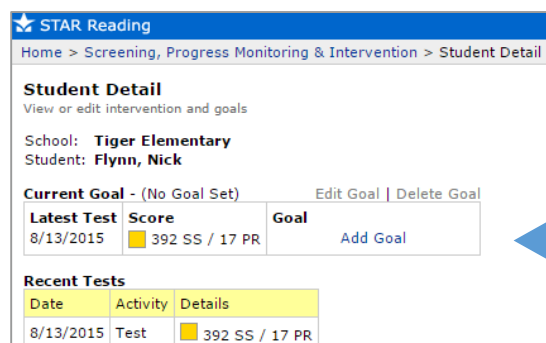 STAR Reading
Home > Screening, Progress Monitoring & Intervention > Student Detail
Student Detail
View or edit intervention and goals
School: Tiger Elementary
Student: Flynn, Nick
Current Goal - (No Goal Set) Edit Goal | Delete Goal
Latest Test Score Goal
8/13/2015 392 SS / 17 PR Add Goal
Recent Tests
Date Activity Details
8/13/2015 Test 392 SS / 17 PR